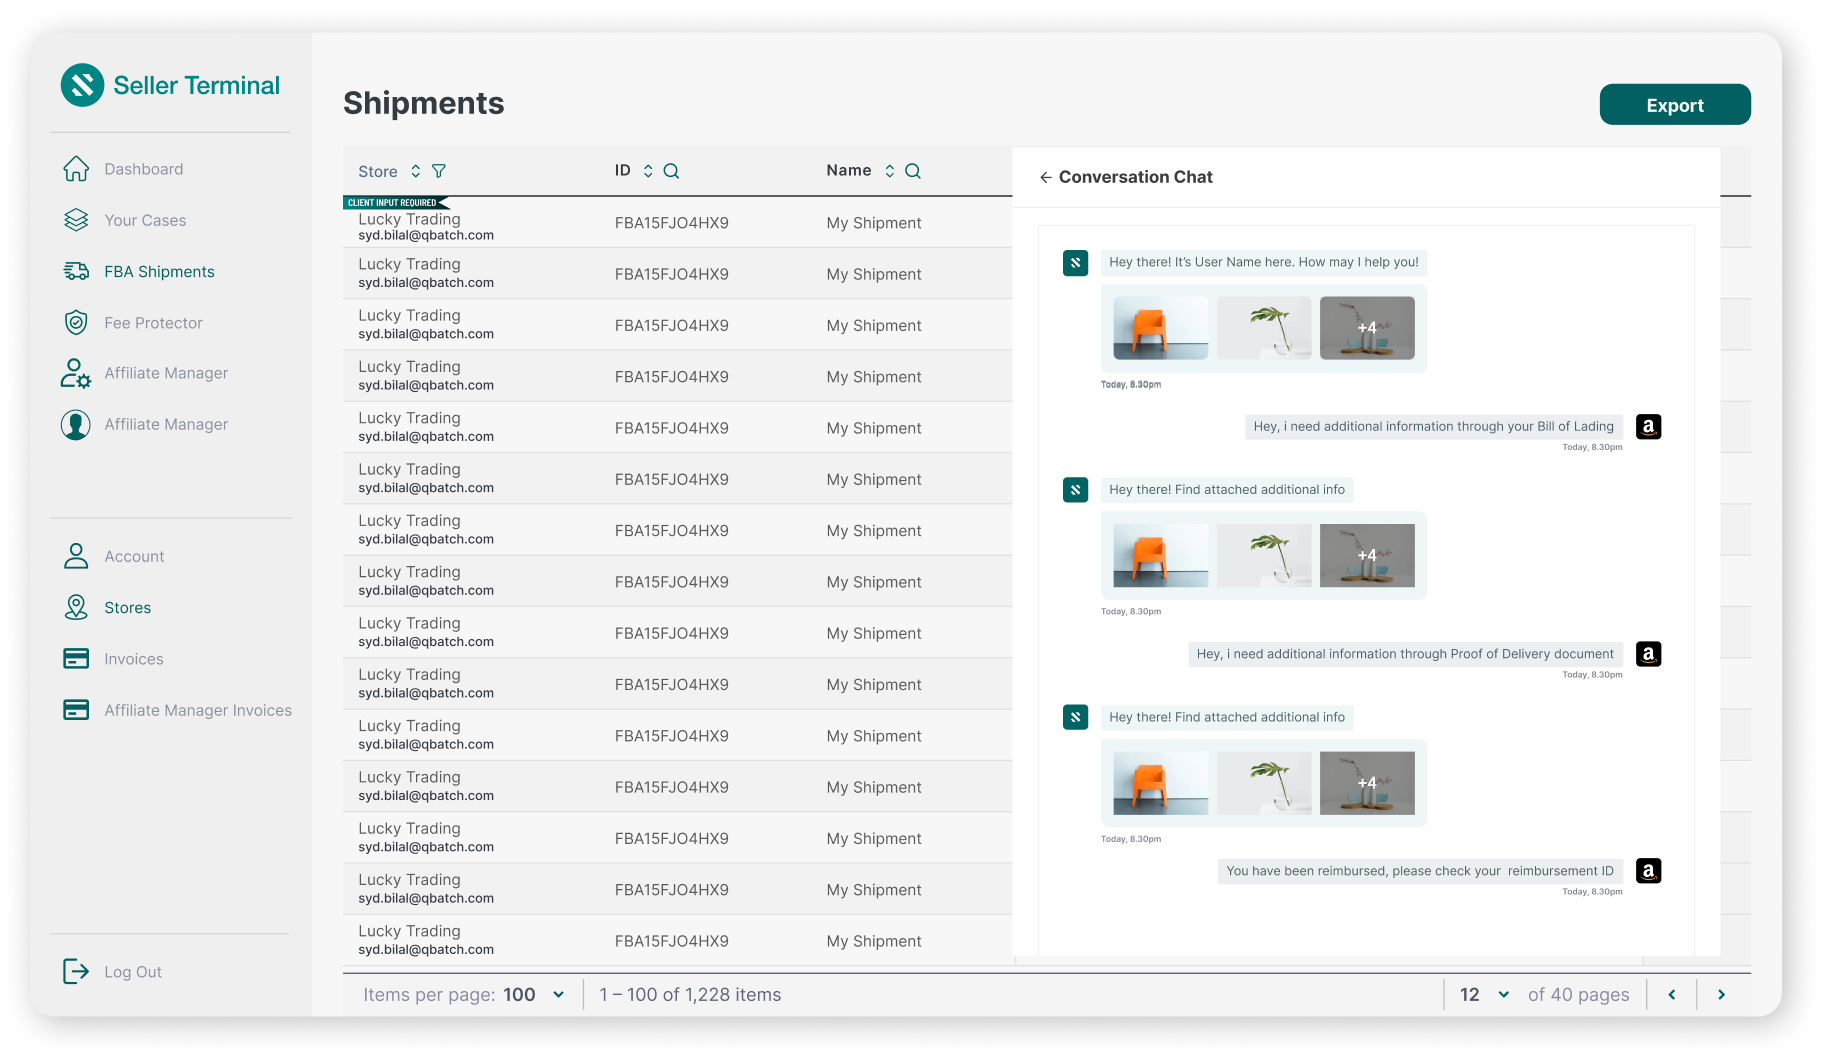 Seller Terminal
Dashboard
Your Cases
FBA Shipments
Fee Protector
Affiliate Manager
Affiliate Manager
Account
Stores
Invoices
Affiliate Manager Invoices
Log Out
Shipments
Export
Store ID Name
CLIENT INPUT REQUIRED
Lucky Trading FBA15FJO4HX9 My Shipment
syd.bilal@qbatch.com
Lucky Trading FBA15FJO4HX9 My Shipment
syd.bilal@qbatch.com
Lucky Trading FBA15FJO4HX9 My Shipment
syd.bilal@qbatch.com
Lucky Trading FBA15FJO4HX9 My Shipment
syd.bilal@qbatch.com
Lucky Trading FBA15FJO4HX9 My Shipment
syd.bilal@qbatch.com
Lucky Trading FBA15FJO4HX9 My Shipment
syd.bilal@qbatch.com
Lucky Trading FBA15FJO4HX9 My Shipment
syd.bilal@qbatch.com
Lucky Trading FBA15FJO4HX9 My Shipment
syd.bilal@qbatch.com
Lucky Trading FBA15FJO4HX9 My Shipment
syd.bilal@qbatch.com
Lucky Trading FBA15FJO4HX9 My Shipment
syd.bilal@qbatch.com
Lucky Trading FBA15FJO4HX9 My Shipment
syd.bilal@qbatch.com
Lucky Trading FBA15FJO4HX9 My Shipment
syd.bilal@qbatch.com
Lucky Trading FBA15FJO4HX9 My Shipment
syd.bilal@qbatch.com
Lucky Trading FBA15FJO4HX9 My Shipment
syd.bilal@qbatch.com
Lucky Trading FBA15FJO4HX9 My Shipment
syd.bilal@qbatch.com
Conversation Chat
Hey there! It's User Name here. How may I help you!
+4
Today, 8.30pm
Hey, i need additional information through your Bill of Lading
a
Today, 8.30pm
Hey there! Find attached additional info
+4
Today, 8.30pm
Hey, i need additional information through Proof of Delivery document
a
Today, 8.30pm
Hey there! Find attached additional info
+4
Today, 8.30pm
You have been reimbursed, please check your reimbursement ID
a
Today, 8.30pm
Items per page: 100 1 – 100 of 1,228 items 12 of 40 pages